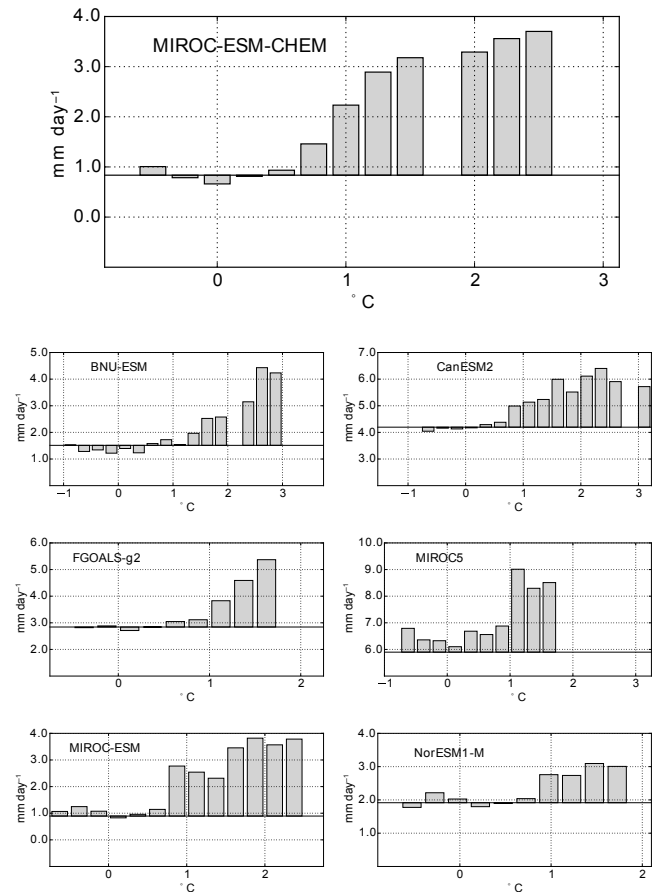 MIROC-ESM-CHEM
mm day⁻¹
4.0
3.0
2.0
1.0
0.0
0 1 2 3
° C
BNU-ESM
mm day⁻¹
5.0
4.0
3.0
2.0
1.0
−1 0 1 2 3
° C
CanESM2
mm day⁻¹
7.0
6.0
5.0
4.0
3.0
−1 0 1 2 3
° C
FGOALS-g2
mm day⁻¹
6.0
5.0
4.0
3.0
2.0
0 1 2
° C
MIROC5
mm day⁻¹
10.0
9.0
8.0
7.0
6.0
−1 0 1 2 3
° C
MIROC-ESM
mm day⁻¹
4.0
3.0
2.0
1.0
0.0
0 1 2
° C
NorESM1-M
mm day⁻¹
4.0
3.0
2.0
1.0
0 1 2
° C